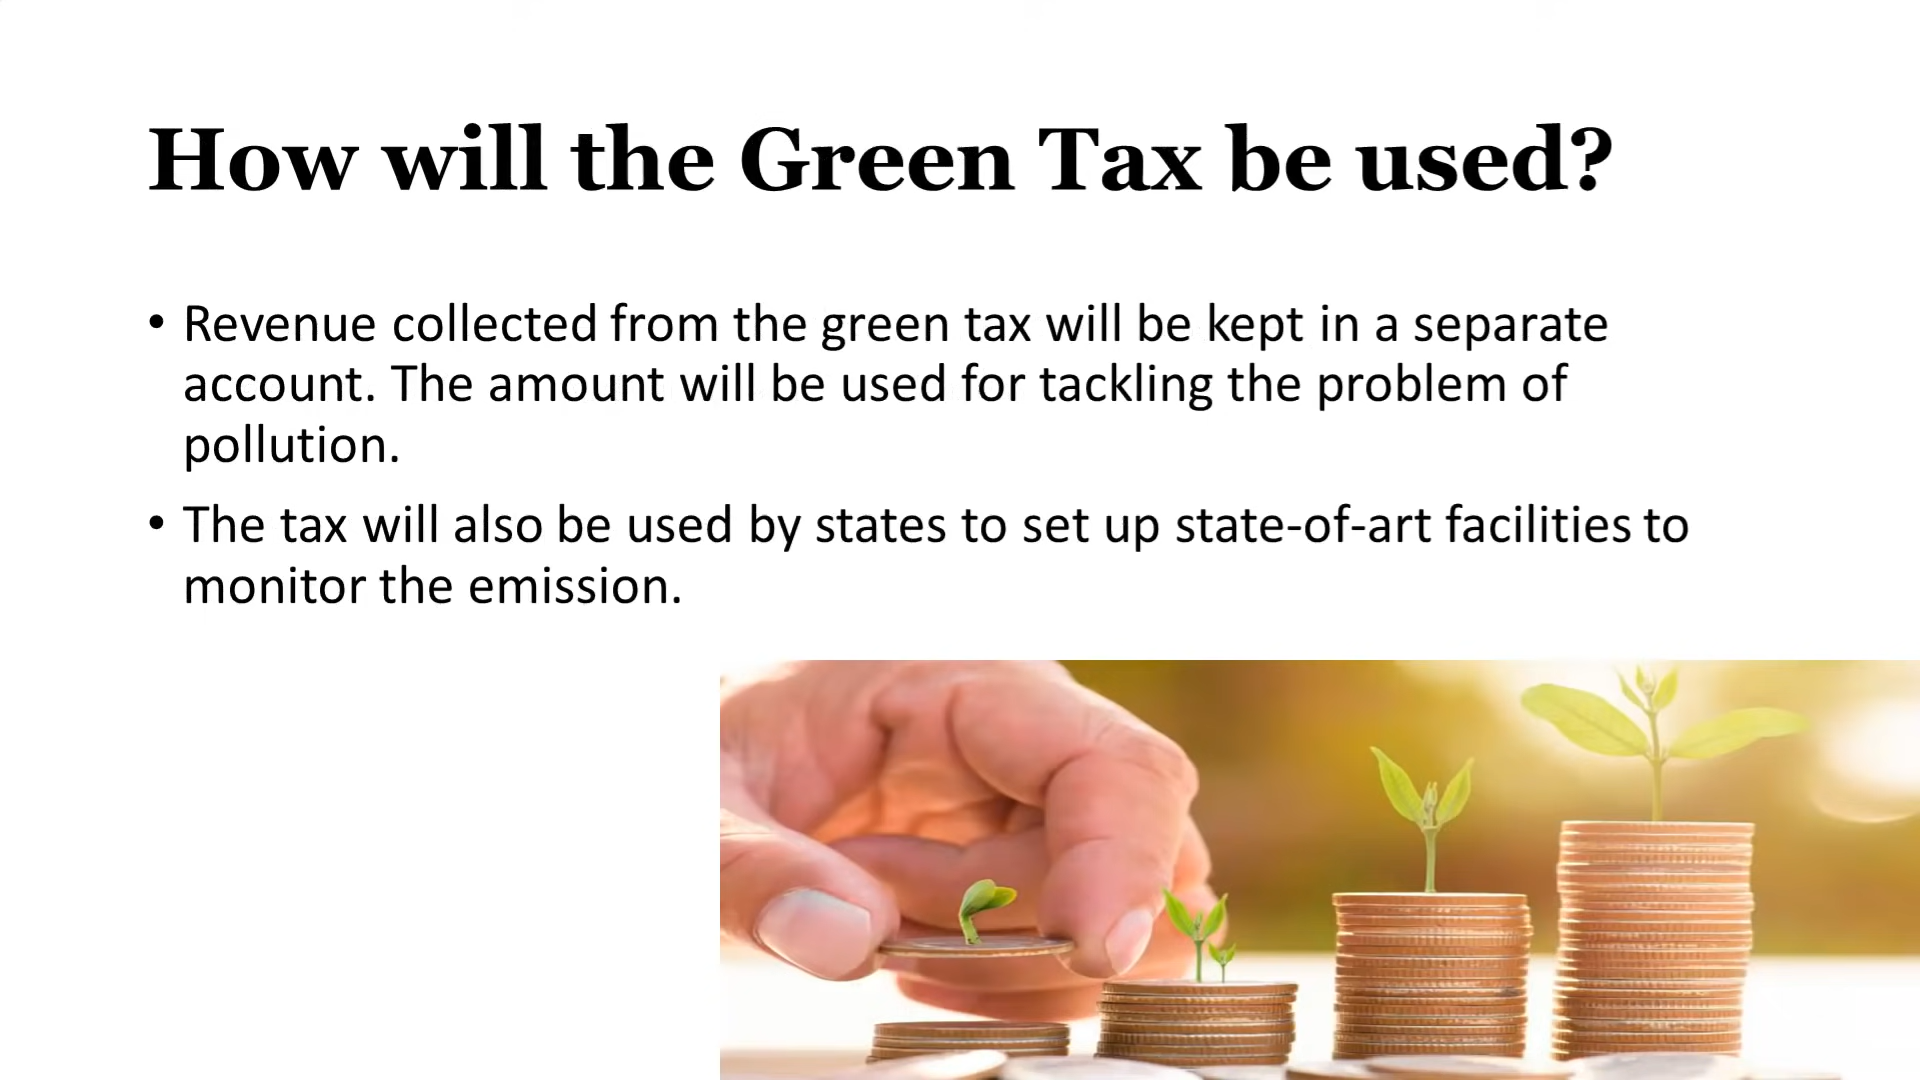 How will the Green Tax be used?
• Revenue collected from the green tax will be kept in a separate
account. The amount will be used for tackling the problem of
pollution.
• The tax will also be used by states to set up state-of-art facilities to
monitor the emission.